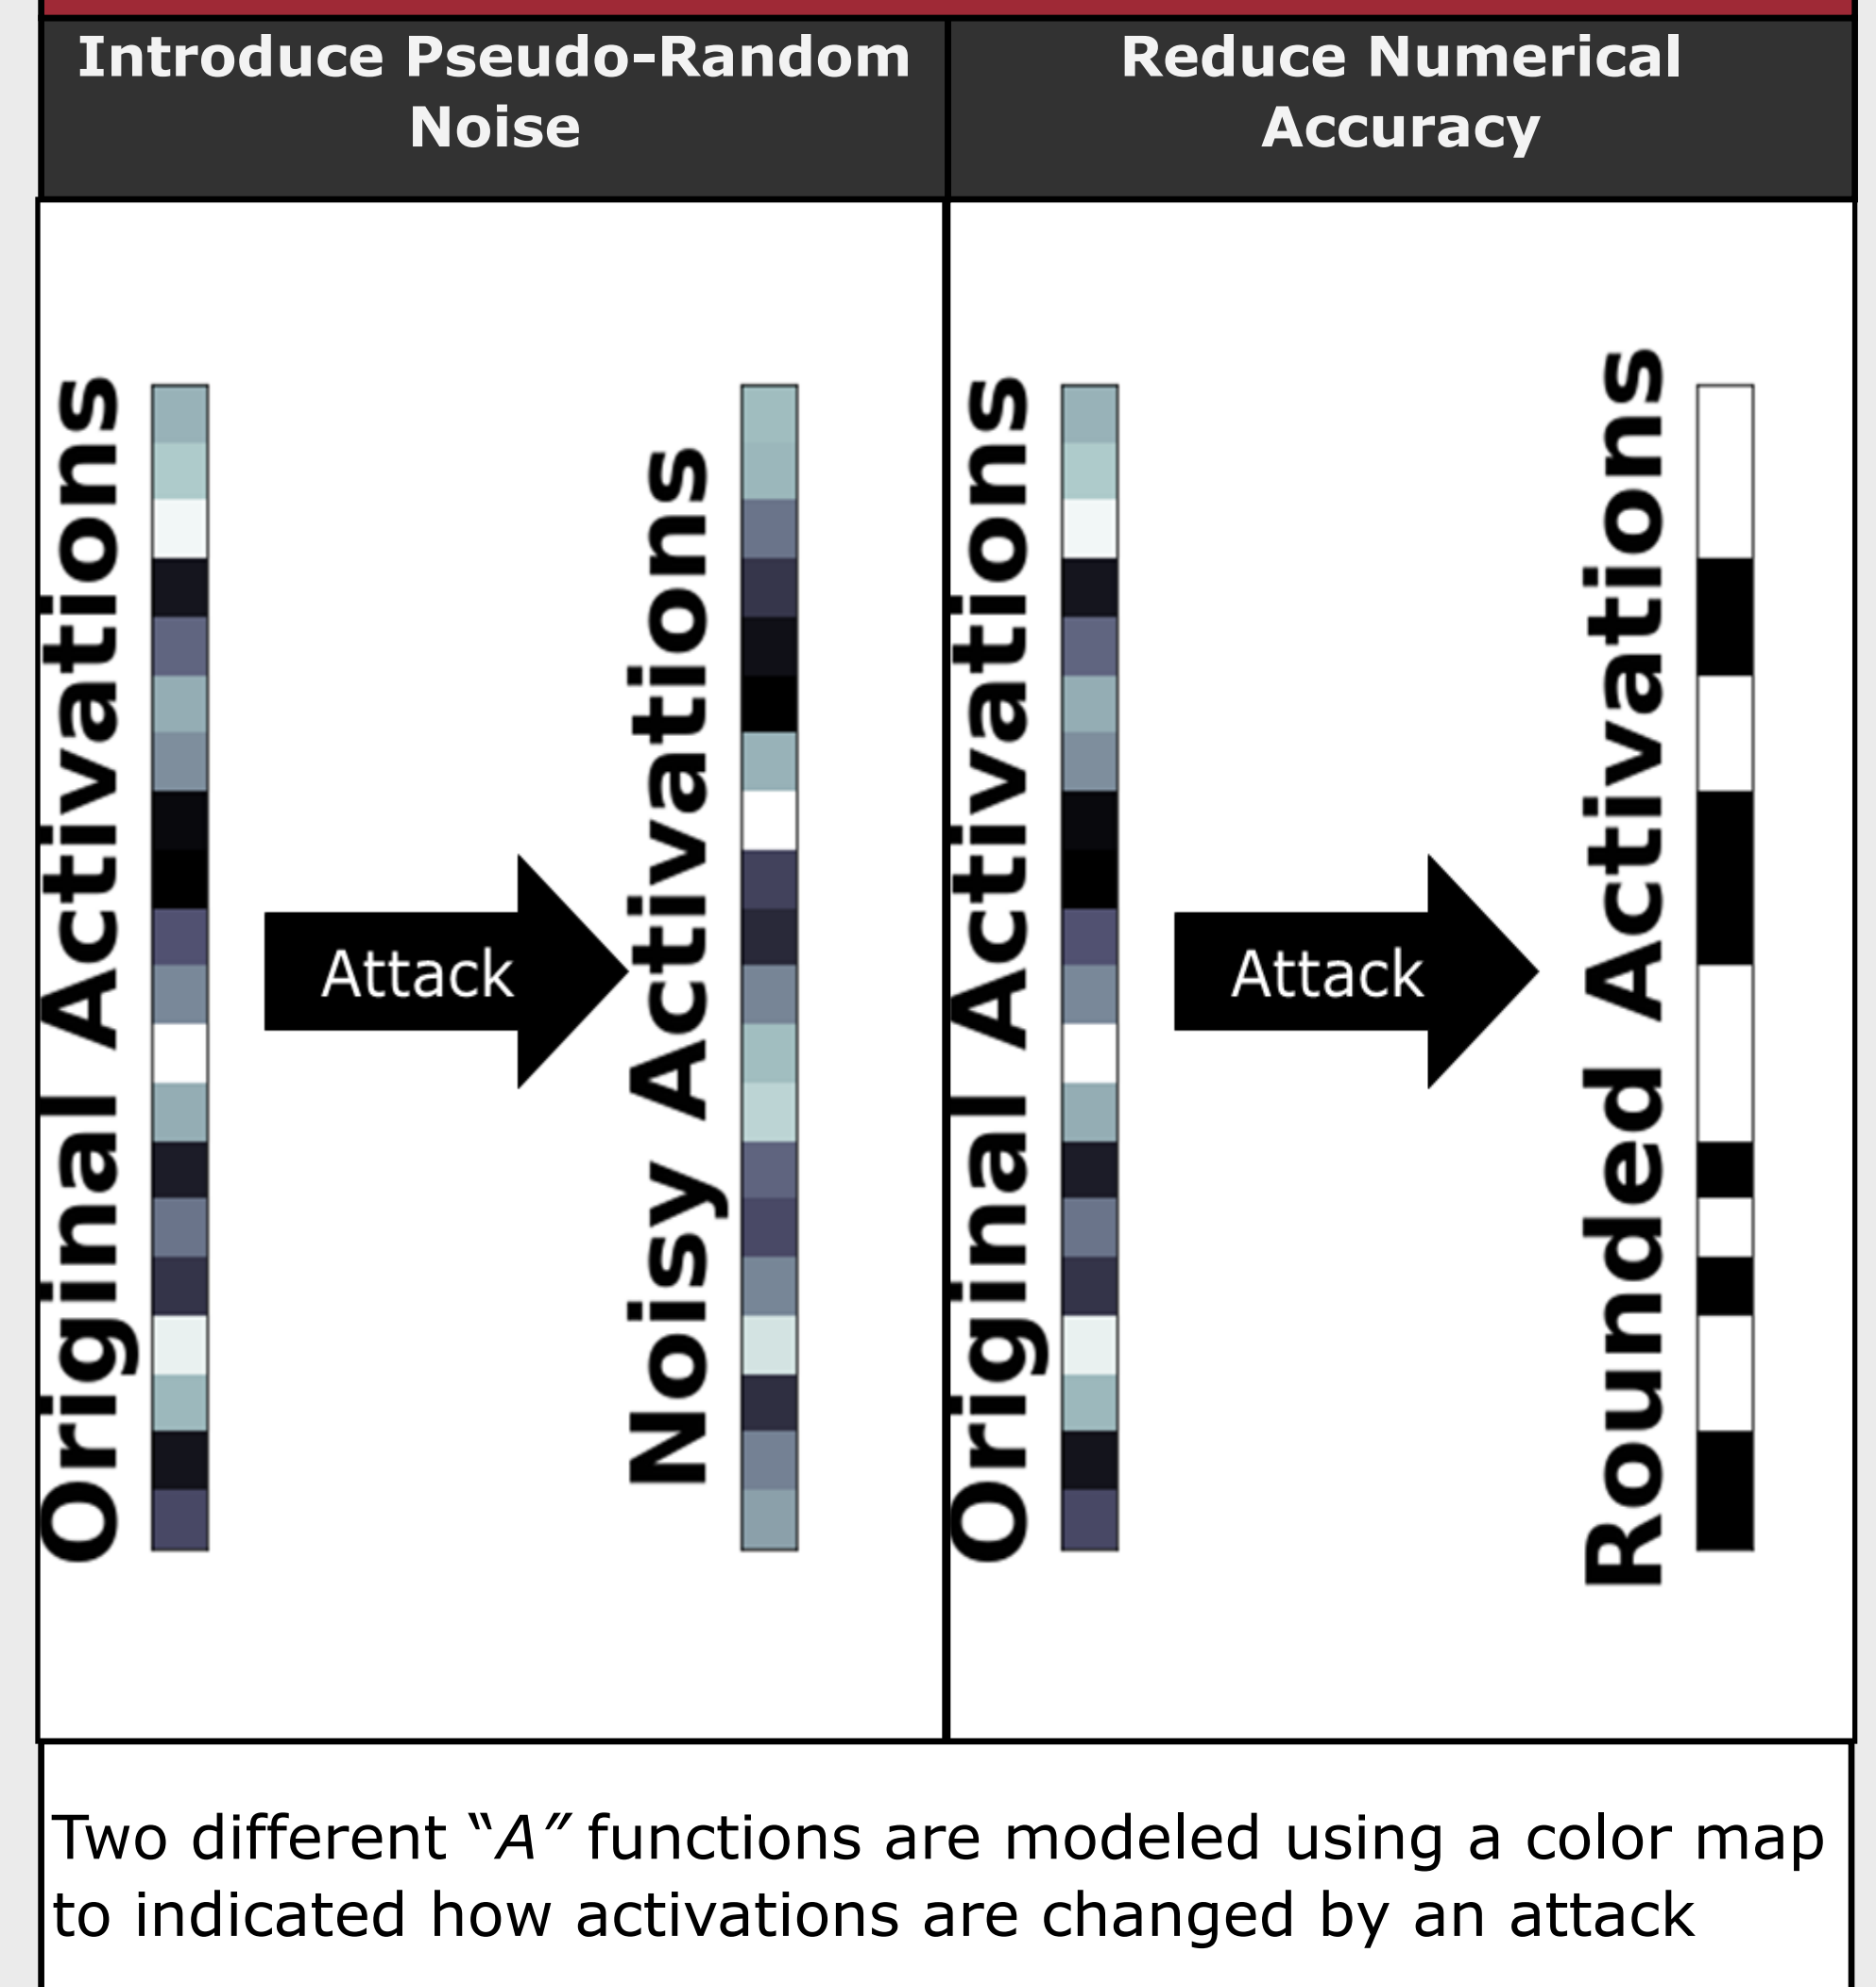 Introduce Pseudo-Random
Noise
Reduce Numerical
Accuracy
Original Activations
Attack
Noisy Activations
Original Activations
Attack
Rounded Activations
Two different “A” functions are modeled using a color map
to indicated how activations are changed by an attack